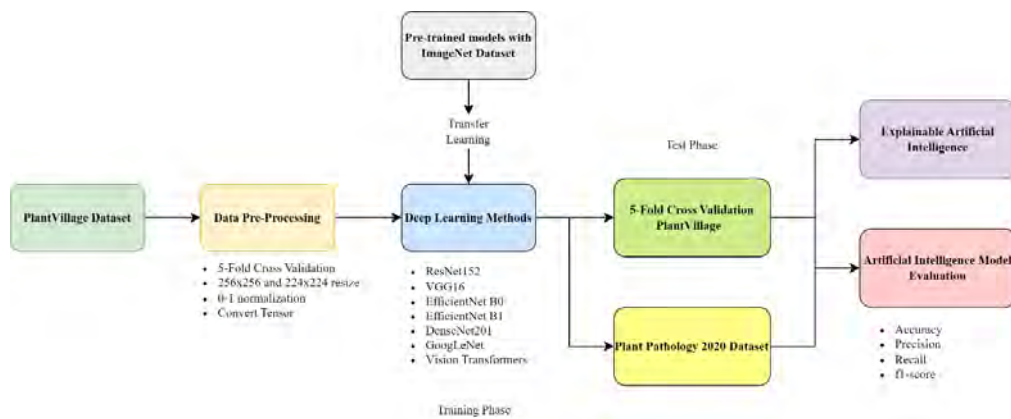 Pre-trained models with
ImageNet Dataset
Transfer
Learning
Test Phase
Explainable Artificial
Intelligence
PlantVillage Dataset
Data Pre-Processing
Deep Learning Methods
5-Fold Cross Validation
PlantVillage
Artificial Intelligence Model
Evaluation
• 5-Fold Cross Validation
• 256x256 and 224x224 resize
• 0-1 normalization
• Convert Tensor
• ResNet152
• VGG16
• EfficientNet B0
• EfficientNet B1
• DenseNet201
• GoogLeNet
• Vision Transformers
Plant Pathology 2020 Dataset
• Accuracy
• Precision
• Recall
• f1-score
Training Phase